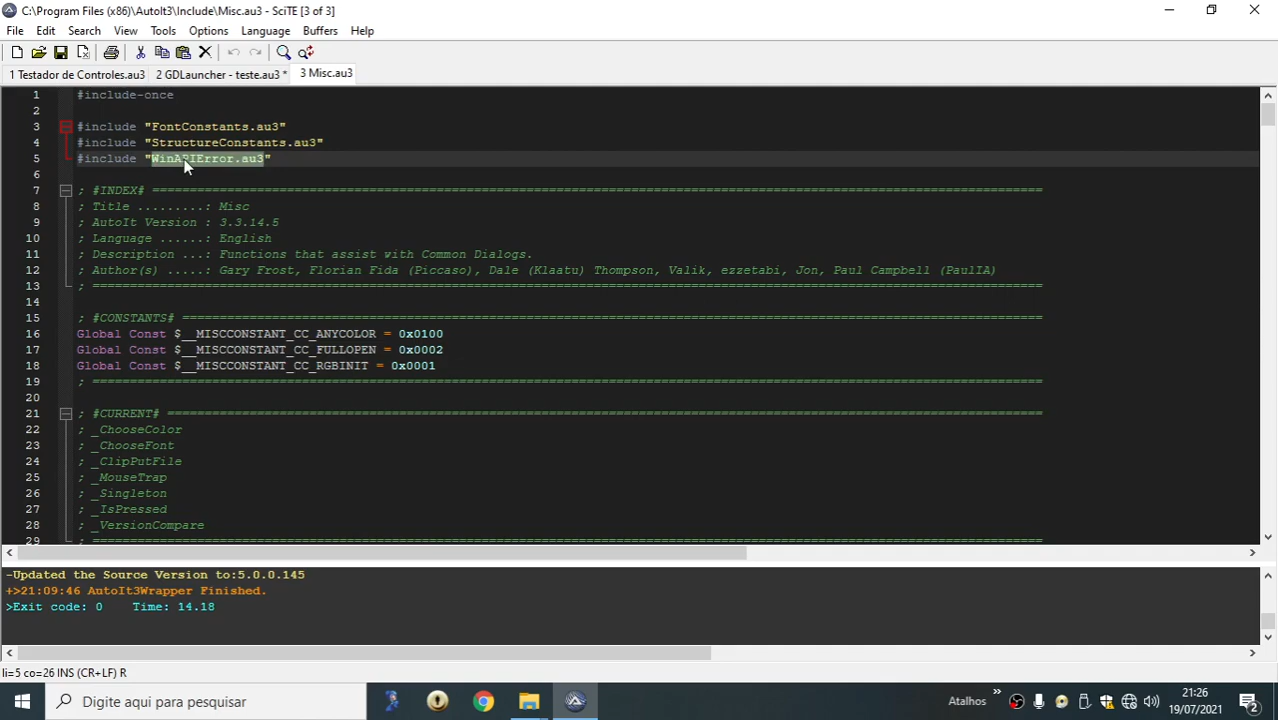 C:\Program Files (x86)\AutoIt3\Include\Misc.au3 - SciTE [3 of 3]
File Edit Search View Tools Options Language Buffers Help
1 Testador de Controles.au3 2 GDLauncher - teste.au3 * 3 Misc.au3
1 #include-once
2
3 #include "FontConstants.au3"
4 #include "StructureConstants.au3"
5 #include "WinAPIError.au3"
6
7 ; #INDEX# =======================================================================================================================
8 ; Title .........: Misc
9 ; AutoIt Version : 3.3.14.5
10 ; Language ......: English
11 ; Description ...: Functions that assist with Common Dialogs.
12 ; Author(s) .....: Gary Frost, Florian Fida (Piccaso), Dale (Klaatu) Thompson, Valik, ezzetabi, Jon, Paul Campbell (PaulIA)
13 ; ===============================================================================================================================
14
15 ; #CONSTANTS# ===================================================================================================================
16 Global Const $__MISCCONSTANT_CC_ANYCOLOR = 0x0100
17 Global Const $__MISCCONSTANT_CC_FULLOPEN = 0x0002
18 Global Const $__MISCCONSTANT_CC_RGBINIT = 0x0001
19 ; ===============================================================================================================================
20
21 ; #CURRENT# =====================================================================================================================
22 ; _ChooseColor
23 ; _ChooseFont
24 ; _ClipPutFile
25 ; _MouseTrap
26 ; _Singleton
27 ; _IsPressed
28 ; _VersionCompare
29 ; ===============================================================================================================================
-Updated the Source Version to:5.0.0.145
+>21:09:46 AutoIt3Wrapper Finished.
>Exit code: 0    Time: 14.18
li=5 co=26 INS (CR+LF) R
Digite aqui para pesquisar
Atalhos
21:26
19/07/2021
2